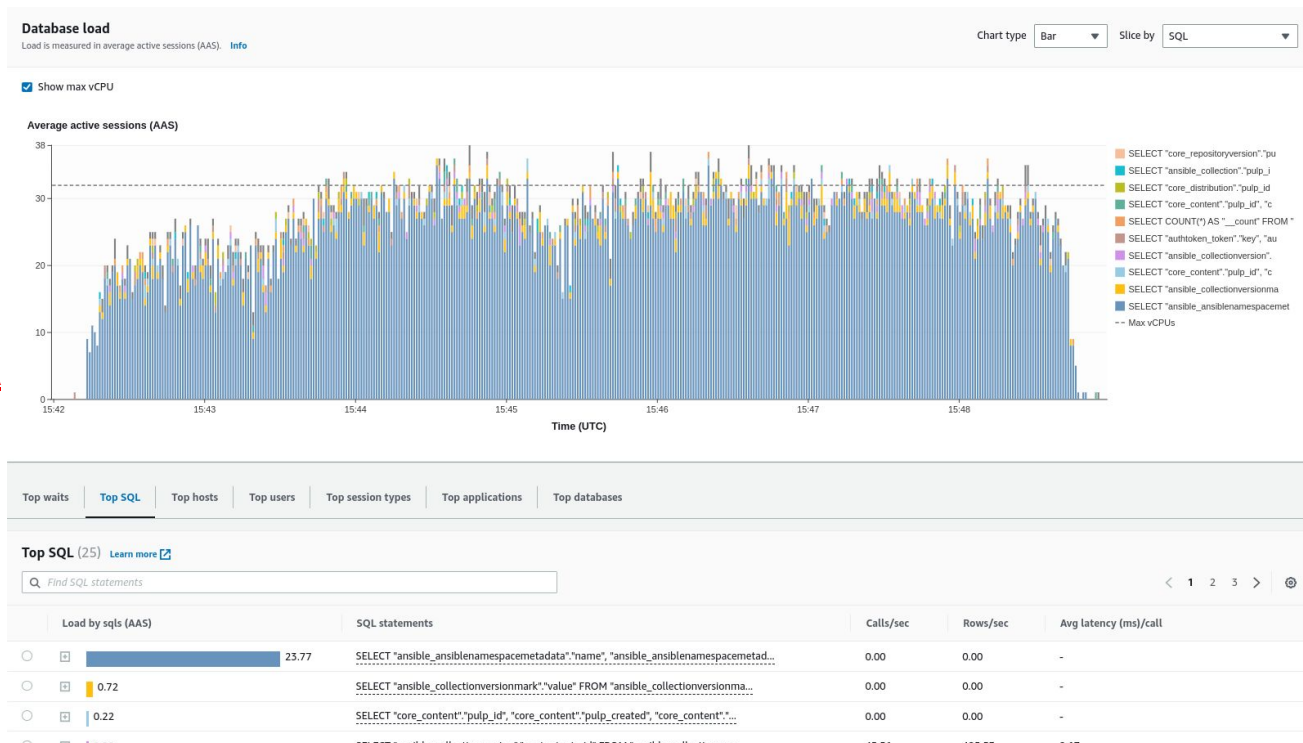 Database load
Load is measured in average active sessions (AAS). Info
Chart type Bar Slice by SQL
Show max vCPU
Average active sessions (AAS)
38
30
20
10
0
15:42 15:43 15:44 15:45 15:46 15:47 15:48
Time (UTC)
SELECT "core_repositoryversion"."pu
SELECT "ansible_collection"."pulp_i
SELECT "core_distribution"."pulp_id
SELECT "core_content"."pulp_id", "c
SELECT COUNT(*) AS "__count" FROM "
SELECT "authtoken_token"."key", "au
SELECT "ansible_collectionversion".
SELECT "core_content"."pulp_id", "c
SELECT "ansible_collectionversionma
SELECT "ansible_ansiblenamespacemet
Max vCPUs
Top waits Top SQL Top hosts Top users Top session types Top applications Top databases
Top SQL (25) Learn more
Find SQL statements
1 2 3
Load by sqls (AAS) SQL statements Calls/sec Rows/sec Avg latency (ms)/call
23.77 SELECT "ansible_ansiblenamespacemetadata"."name", "ansible_ansiblenamespacemetad... 0.00 0.00 -
0.72 SELECT "ansible_collectionversionmark"."value" FROM "ansible_collectionversionma... 0.00 0.00 -
0.22 SELECT "core_content"."pulp_id", "core_content"."pulp_created", "core_content"."... 0.00 0.00 -